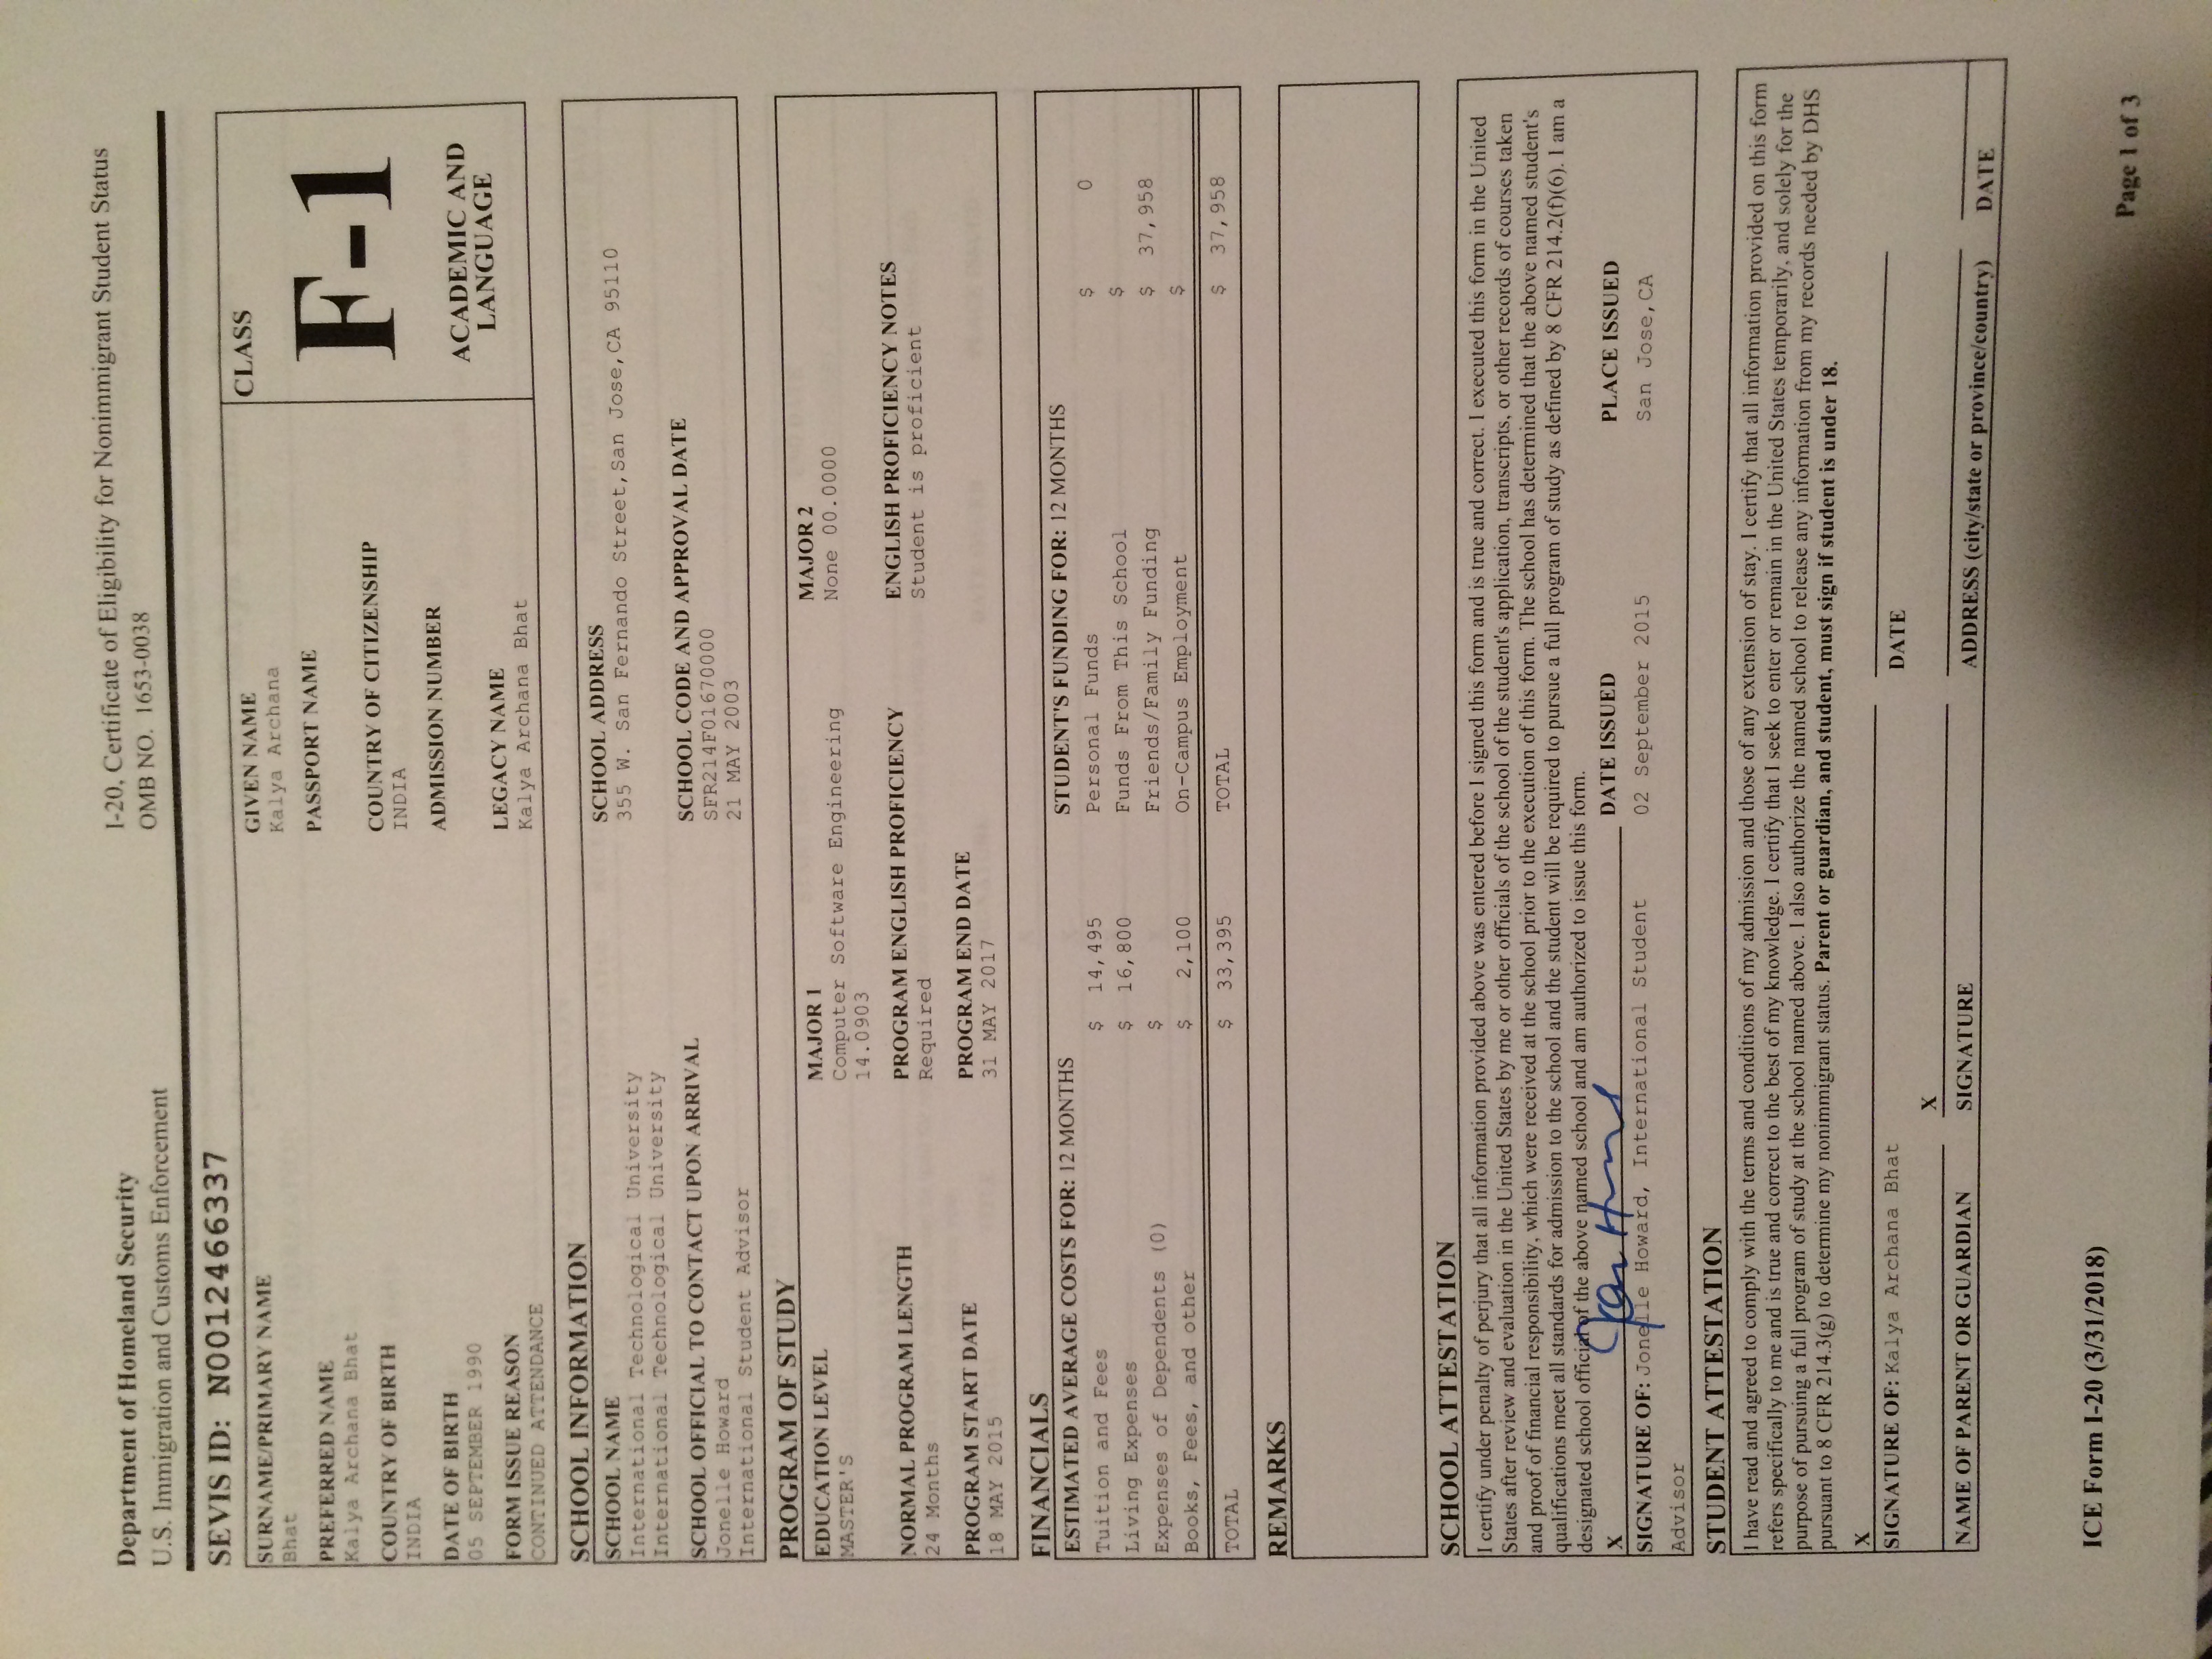 Department of Homeland Security
U.S. Immigration and Customs Enforcement
I-20, Certificate of Eligibility for Nonimmigrant Student Status
OMB NO. 1653-0038
SEVIS ID: N0012466337
SURNAME/PRIMARY NAME
Bhat
PREFERRED NAME
Kalya Archana Bhat
COUNTRY OF BIRTH
INDIA
DATE OF BIRTH
05 SEPTEMBER 1990
FORM ISSUE REASON
CONTINUED ATTENDANCE
GIVEN NAME
Kalya Archana
PASSPORT NAME
COUNTRY OF CITIZENSHIP
INDIA
ADMISSION NUMBER
LEGACY NAME
Kalya Archana Bhat
CLASS
F-1
ACADEMIC AND
LANGUAGE
SCHOOL INFORMATION
SCHOOL NAME
International Technological University
International Technological University
SCHOOL OFFICIAL TO CONTACT UPON ARRIVAL
Jonelle Howard
International Student Advisor
SCHOOL ADDRESS
355 W. San Fernando Street,San Jose,CA 95110
SCHOOL CODE AND APPROVAL DATE
SFR214F01670000
21 MAY 2003
PROGRAM OF STUDY
EDUCATION LEVEL
MASTER'S
MAJOR 1
Computer Software Engineering
14.0903
MAJOR 2
None 00.0000
NORMAL PROGRAM LENGTH
24 Months
PROGRAM ENGLISH PROFICIENCY
Required
ENGLISH PROFICIENCY NOTES
Student is proficient
PROGRAM START DATE
18 MAY 2015
PROGRAM END DATE
31 MAY 2017
FINANCIALS
ESTIMATED AVERAGE COSTS FOR: 12 MONTHS
Tuition and Fees $ 14,495
Living Expenses $ 16,800
Expenses of Dependents (0) $
Books, Fees, and other $ 2,100
TOTAL $ 33,395
STUDENT'S FUNDING FOR: 12 MONTHS
Personal Funds $ 0
Funds From This School $
Friends/Family Funding $ 37,958
On-Campus Employment $
TOTAL $ 37,958
REMARKS
SCHOOL ATTESTATION
I certify under penalty of perjury that all information provided above was entered before I signed this form and is true and correct. I executed this form in the United
States after review and evaluation in the United States by me or other officials of the school of the student's application, transcripts, or other records of courses taken
and proof of financial responsibility, which were received at the school prior to the execution of this form. The school has determined that the above named student's
qualifications meet all standards for admission to the school and the student will be required to pursue a full program of study as defined by 8 CFR 214.2(f)(6). I am a
designated school official of the above named school and am authorized to issue this form.
X
SIGNATURE OF: Jonelle Howard, International Student
Advisor
DATE ISSUED
02 September 2015
PLACE ISSUED
San Jose,CA
STUDENT ATTESTATION
I have read and agreed to comply with the terms and conditions of my admission and those of any extension of stay. I certify that all information provided on this form
refers specifically to me and is true and correct to the best of my knowledge. I certify that I seek to enter or remain in the United States temporarily, and solely for the
purpose of pursuing a full program of study at the school named above. I also authorize the named school to release any information from my records needed by DHS
pursuant to 8 CFR 214.3(g) to determine my nonimmigrant status. Parent or guardian, and student, must sign if student is under 18.
X
SIGNATURE OF: Kalya Archana Bhat
DATE
X
NAME OF PARENT OR GUARDIAN
SIGNATURE
ADDRESS (city/state or province/country)
DATE
ICE Form I-20 (3/31/2018)
Page 1 of 3